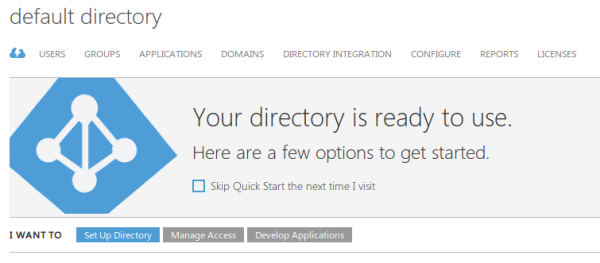 default directory
USERS GROUPS APPLICATIONS DOMAINS DIRECTORY INTEGRATION CONFIGURE REPORTS LICENSES
Your directory is ready to use.
Here are a few options to get started.
Skip Quick Start the next time I visit
I WANT TO Set Up Directory Manage Access Develop Applications